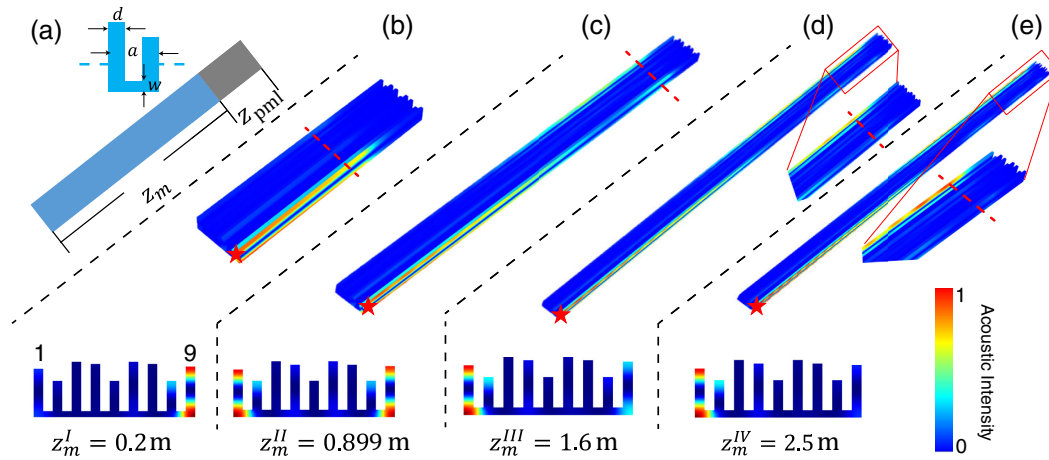 (a)
(b)
(c)
(d)
(e)
d
a
w
z_m
Z_pml
1
9
z_m^I = 0.2 m
z_m^II = 0.899 m
z_m^III = 1.6 m
z_m^IV = 2.5 m
1
0
Acoustic Intensity